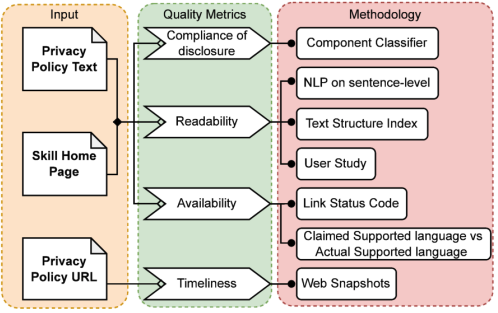 Input
Quality Metrics
Methodology
Privacy
Policy Text
Skill Home
Page
Privacy
Policy URL
Compliance of
disclosure
Readability
Availability
Timeliness
Component Classifier
NLP on sentence-level
Text Structure Index
User Study
Link Status Code
Claimed Supported language vs
Actual Supported language
Web Snapshots